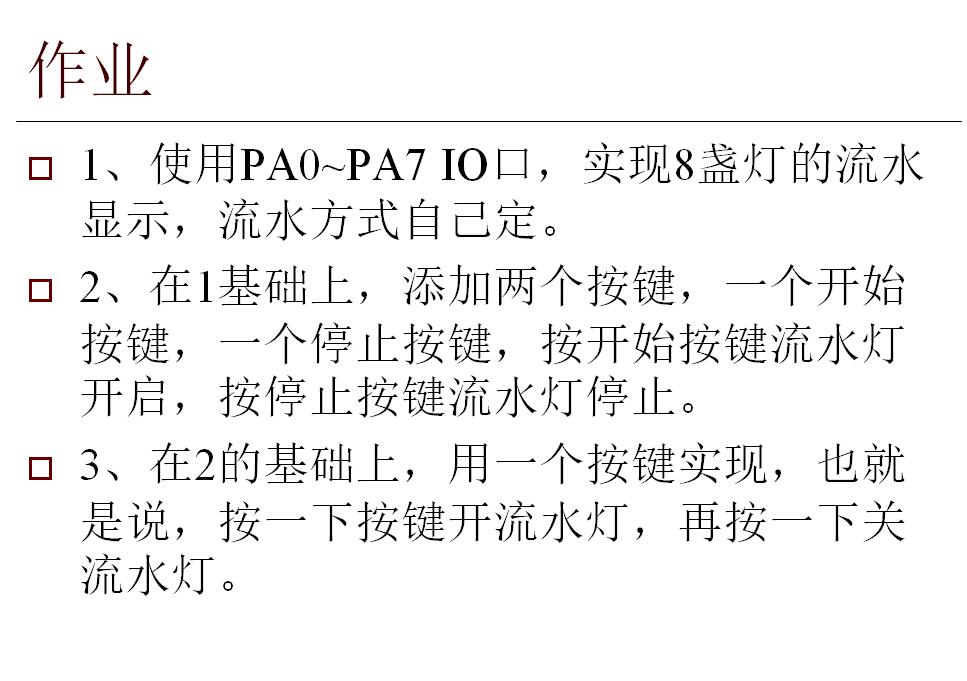 作业
1、使用PA0~PA7 IO口，实现8盏灯的流水
显示，流水方式自己定。
2、在1基础上，添加两个按键，一个开始
按键，一个停止按键，按开始按键流水灯
开启，按停止按键流水灯停止。
3、在2的基础上，用一个按键实现，也就
是说，按一下按键开流水灯，再按一下关
流水灯。